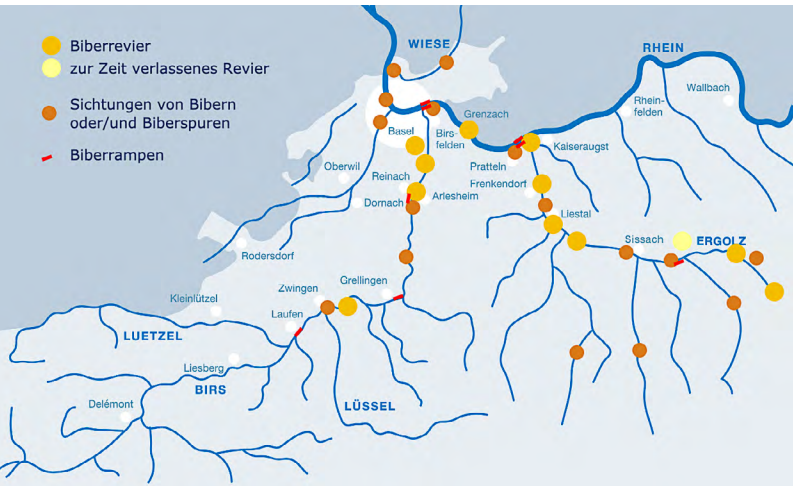 Biberrevier
zur Zeit verlassenes Revier
Sichtungen von Bibern
oder/und Biberspuren
Biberrampen
WIESE
RHEIN
Wallbach
Rhein-
felden
Grenzach
Basel
Birs-
felden
Kaiseraugst
Pratteln
Oberwil
Reinach
Frenkendorf
Arlesheim
Dornach
Liestal
Sissach
ERGOLZ
Rodersdorf
Grellingen
Zwingen
Kleinlützel
Laufen
LUETZEL
Liesberg
BIRS
Delémont
LÜSSEL